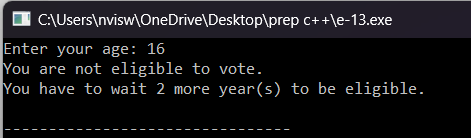 C:\Users\nvisw\OneDrive\Desktop\prep c++\e-13.exe
Enter your age: 16
You are not eligible to vote.
You have to wait 2 more year(s) to be eligible.
--------------------------------